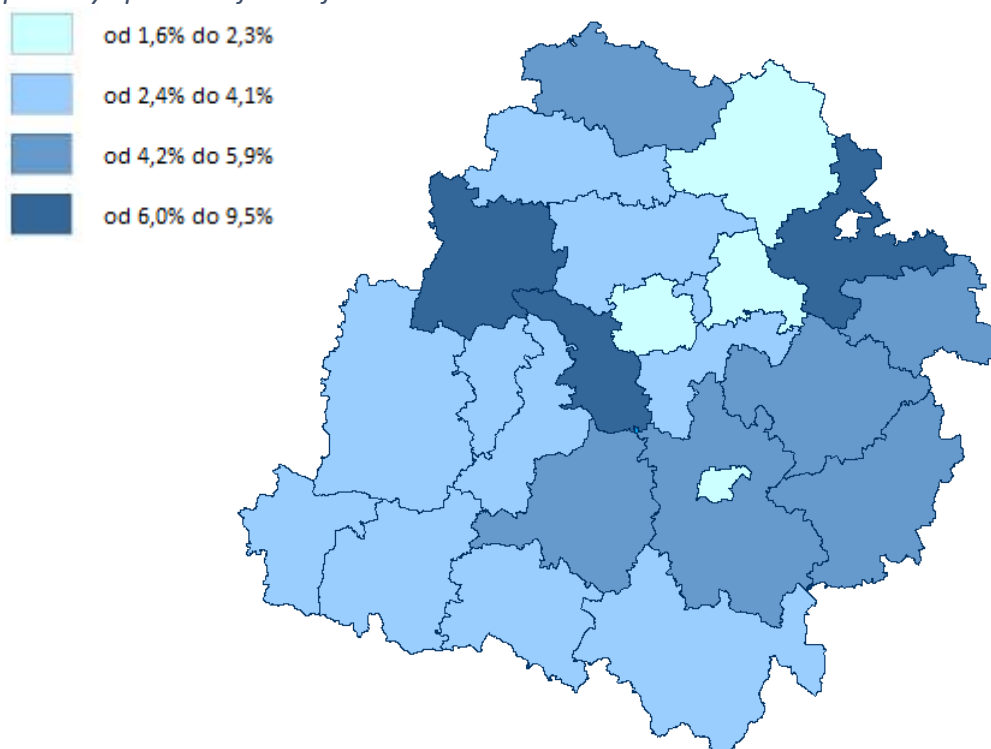 od 1,6% do 2,3%
od 2,4% do 4,1%
od 4,2% do 5,9%
od 6,0% do 9,5%